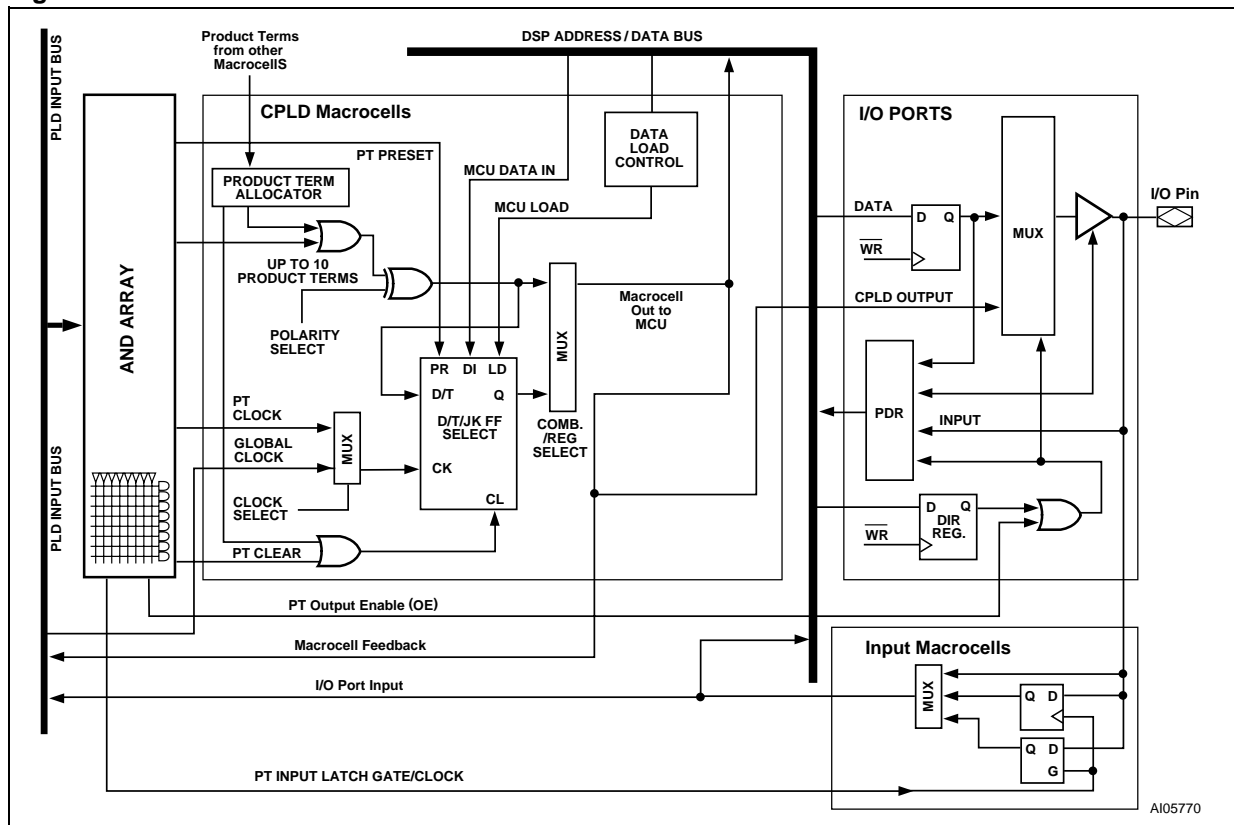 DSP ADDRESS / DATA BUS
Product Terms
from other
MacrocellS
PLD INPUT BUS
CPLD Macrocells
I/O PORTS
DATA
LOAD
CONTROL
PT PRESET
MCU DATA IN
PRODUCT TERM
ALLOCATOR
MCU LOAD
DATA
D Q
WR
MUX
I/O Pin
UP TO 10
PRODUCT TERMS
POLARITY
SELECT
MUX
Macrocell
Out to
MCU
CPLD OUTPUT
AND ARRAY
PR DI LD
D/T Q
D/T/JK FF
SELECT
CK
CL
COMB.
/REG
SELECT
PDR
INPUT
PT
CLOCK
GLOBAL
CLOCK
MUX
CLOCK
SELECT
PT CLEAR
PLD INPUT BUS
D Q
DIR
REG.
WR
PT Output Enable (OE)
Macrocell Feedback
I/O Port Input
Input Macrocells
MUX
Q D
Q D
G
PT INPUT LATCH GATE/CLOCK
AI05770